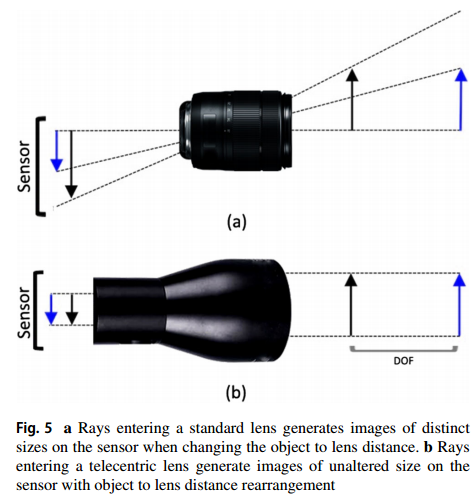 Sensor
(a)
Sensor
DOF
(b)
Fig. 5 a Rays entering a standard lens generates images of distinct
sizes on the sensor when changing the object to lens distance. b Rays
entering a telecentric lens generate images of unaltered size on the
sensor with object to lens distance rearrangement